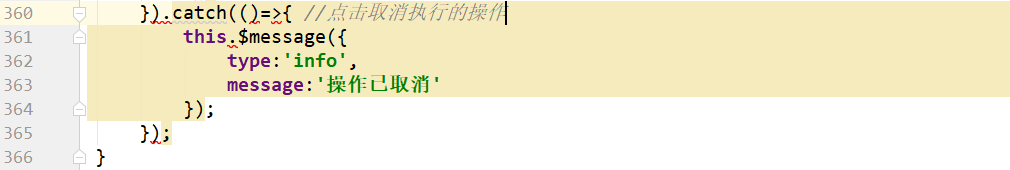 360 }).catch(()=>{ //点击取消执行的操作
361 this.$message({
362 type:'info',
363 message:'操作已取消'
364 });
365 });
366 }